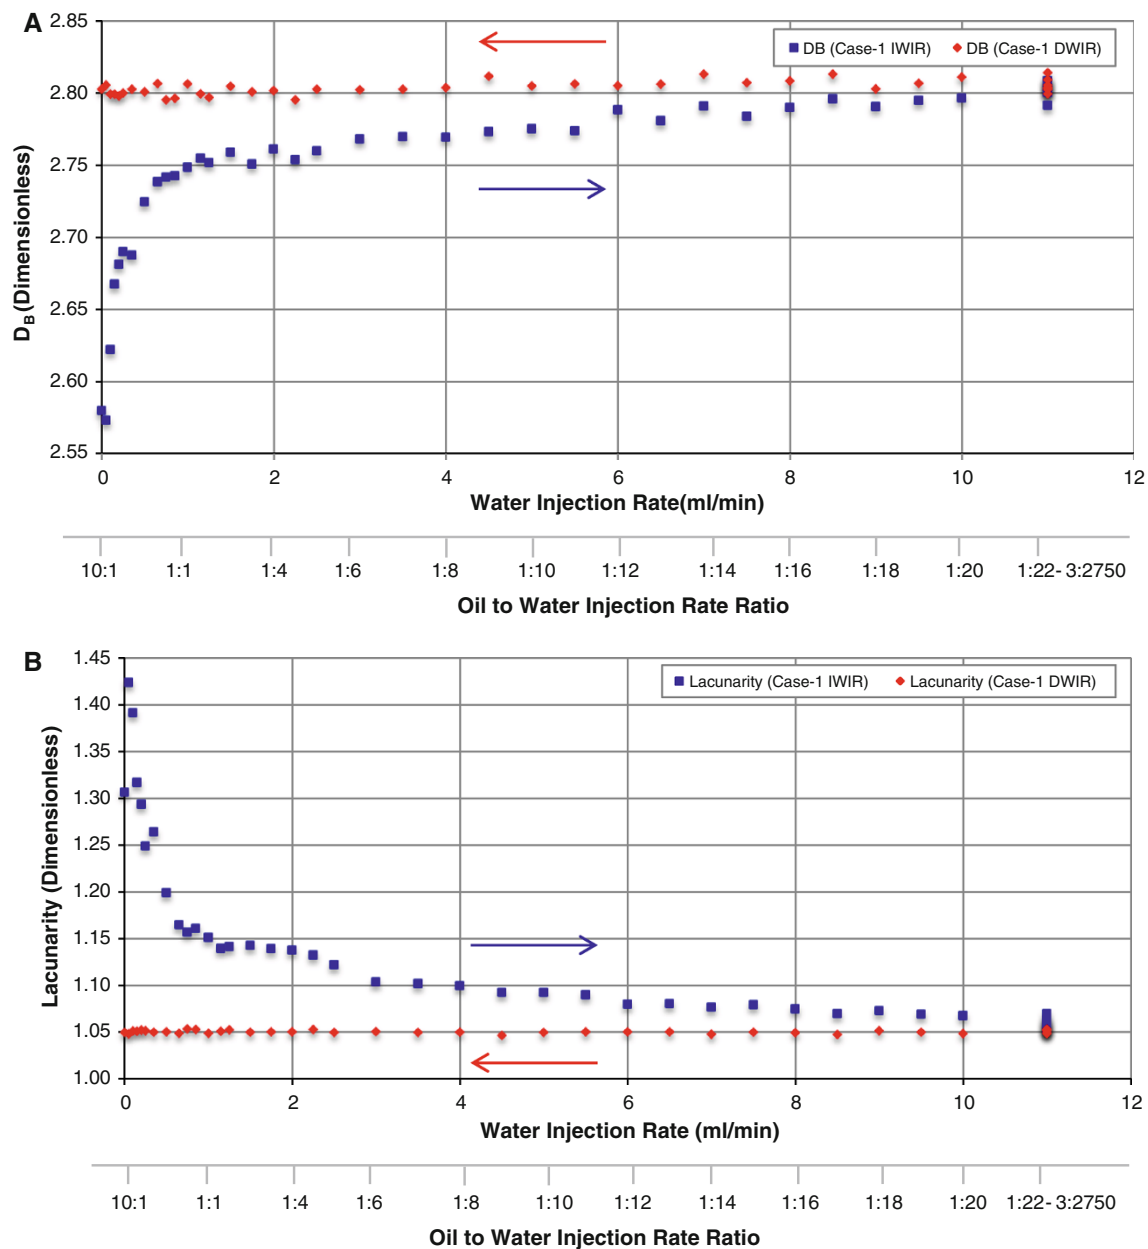 A
2.85
2.80
2.75
2.70
2.65
2.60
2.55
DB (Case-1 IWIR) DB (Case-1 DWIR)
D_B (Dimensionless)
0 2 4 6 8 10 12
Water Injection Rate(ml/min)
10:1 1:1 1:4 1:6 1:8 1:10 1:12 1:14 1:16 1:18 1:20 1:22- 3:2750
Oil to Water Injection Rate Ratio
B
1.45
1.40
1.35
1.30
1.25
1.20
1.15
1.10
1.05
1.00
Lacunarity (Case-1 IWIR) Lacunarity (Case-1 DWIR)
Lacunarity (Dimensionless)
0 2 4 6 8 10 12
Water Injection Rate (ml/min)
10:1 1:1 1:4 1:6 1:8 1:10 1:12 1:14 1:16 1:18 1:20 1:22- 3:2750
Oil to Water Injection Rate Ratio